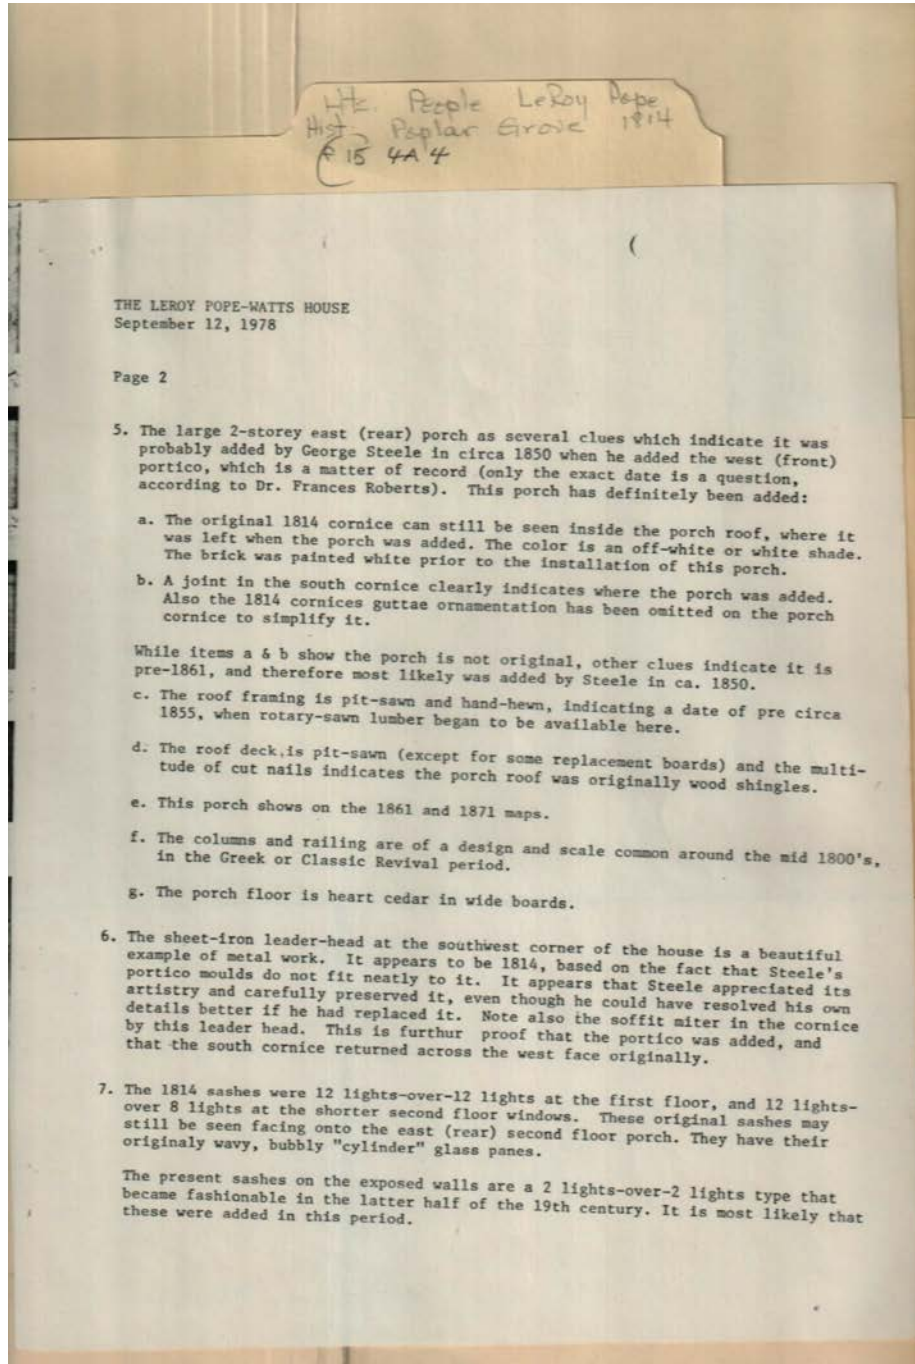 Hte. People LeRoy Pope
Hist. Poplar Grove 1814
P 15 4A 4
THE LEROY POPE-WATTS HOUSE
September 12, 1978
Page 2
5. The large 2-storey east (rear) porch as several clues which indicate it was
probably added by George Steele in circa 1850 when he added the west (front)
portico, which is a matter of record (only the exact date is a question,
according to Dr. Frances Roberts). This porch has definitely been added:
a. The original 1814 cornice can still be seen inside the porch roof, where it
was left when the porch was added. The color is an off-white or white shade.
The brick was painted white prior to the installation of this porch.
b. A joint in the south cornice clearly indicates where the porch was added.
Also the 1814 cornices guttae ornamentation has been omitted on the porch
cornice to simplify it.
While items a & b show the porch is not original, other clues indicate it is
pre-1861, and therefore most likely was added by Steele in ca. 1850.
c. The roof framing is pit-sawn and hand-hewn, indicating a date of pre circa
1855, when rotary-sawn lumber began to be available here.
d. The roof deck is pit-sawn (except for some replacement boards) and the multi-
tude of cut nails indicates the porch roof was originally wood shingles.
e. This porch shows on the 1861 and 1871 maps.
f. The columns and railing are of a design and scale common around the mid 1800's,
in the Greek or Classic Revival period.
g. The porch floor is heart cedar in wide boards.
6. The sheet-iron leader-head at the southwest corner of the house is a beautiful
example of metal work. It appears to be 1814, based on the fact that Steele's
portico moulds do not fit neatly to it. It appears that Steele appreciated its
artistry and carefully preserved it, even though he could have resolved his own
details better if he had replaced it. Note also the soffit miter in the cornice
by this leader head. This is furthur proof that the portico was added, and
that the south cornice returned across the west face originally.
7. The 1814 sashes were 12 lights-over-12 lights at the first floor, and 12 lights-
over 8 lights at the shorter second floor windows. These original sashes may
still be seen facing onto the east (rear) second floor porch. They have their
originaly wavy, bubbly "cylinder" glass panes.
The present sashes on the exposed walls are a 2 lights-over-2 lights type that
became fashionable in the latter half of the 19th century. It is most likely that
these were added in this period.